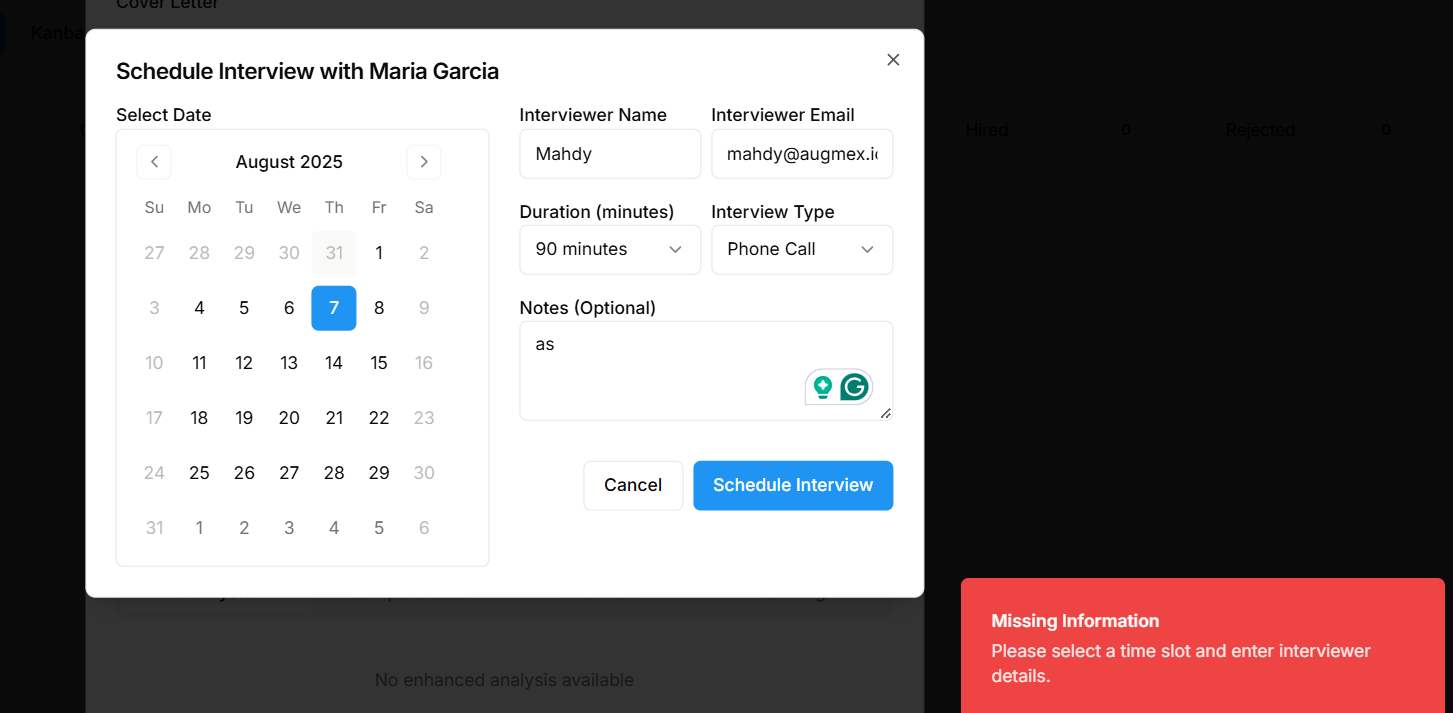 Cover Letter
Kanba
Schedule Interview with Maria Garcia
Select Date
August 2025
Su Mo Tu We Th Fr Sa
27 28 29 30 31 1 2
3 4 5 6 7 8 9
10 11 12 13 14 15 16
17 18 19 20 21 22 23
24 25 26 27 28 29 30
31 1 2 3 4 5 6
Interviewer Name Interviewer Email
Mahdy mahdy@augmex.i
Duration (minutes) Interview Type
90 minutes Phone Call
Notes (Optional)
as
Cancel Schedule Interview
Hired 0 Rejected 0
No enhanced analysis available
Missing Information
Please select a time slot and enter interviewer
details.